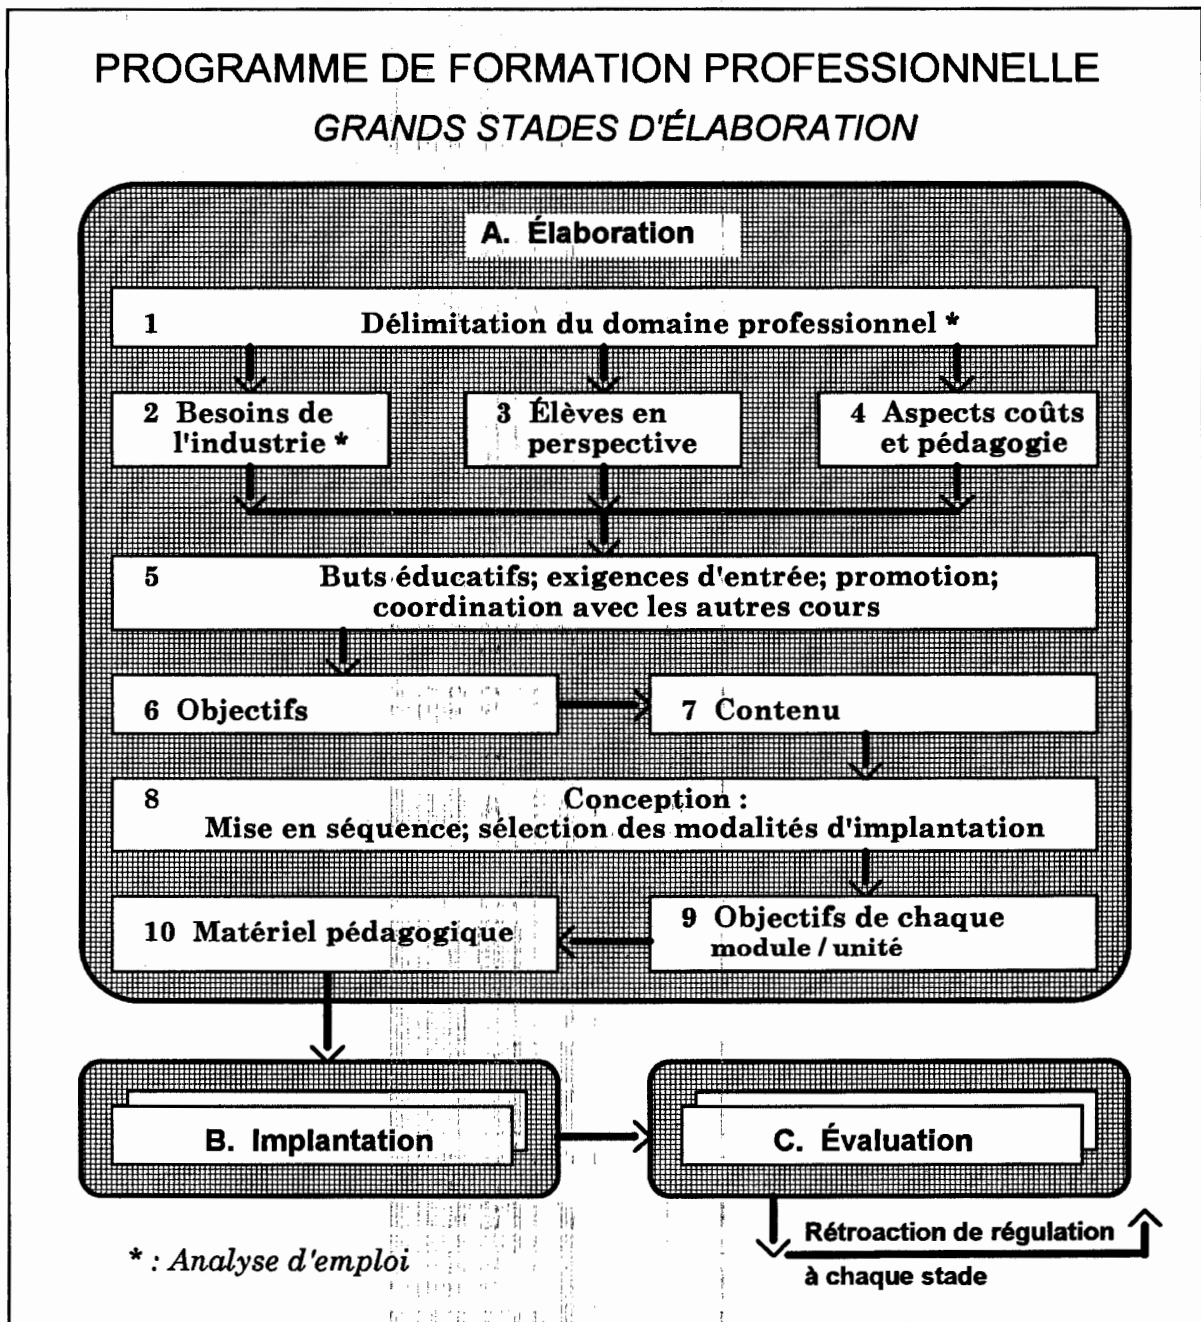 PROGRAMME DE FORMATION PROFESSIONNELLE
GRANDS STADES D'ÉLABORATION
A. Élaboration
1 Délimitation du domaine professionnel *
2 Besoins de
l'industrie *
3 Élèves en
perspective
4 Aspects coûts
et pédagogie
5 Buts éducatifs; exigences d'entrée; promotion;
coordination avec les autres cours
6 Objectifs
7 Contenu
8 Conception :
Mise en séquence; sélection des modalités d'implantation
9 Objectifs de chaque
module / unité
10 Matériel pédagogique
B. Implantation
C. Évaluation
Rétroaction de régulation
à chaque stade
* : Analyse d'emploi